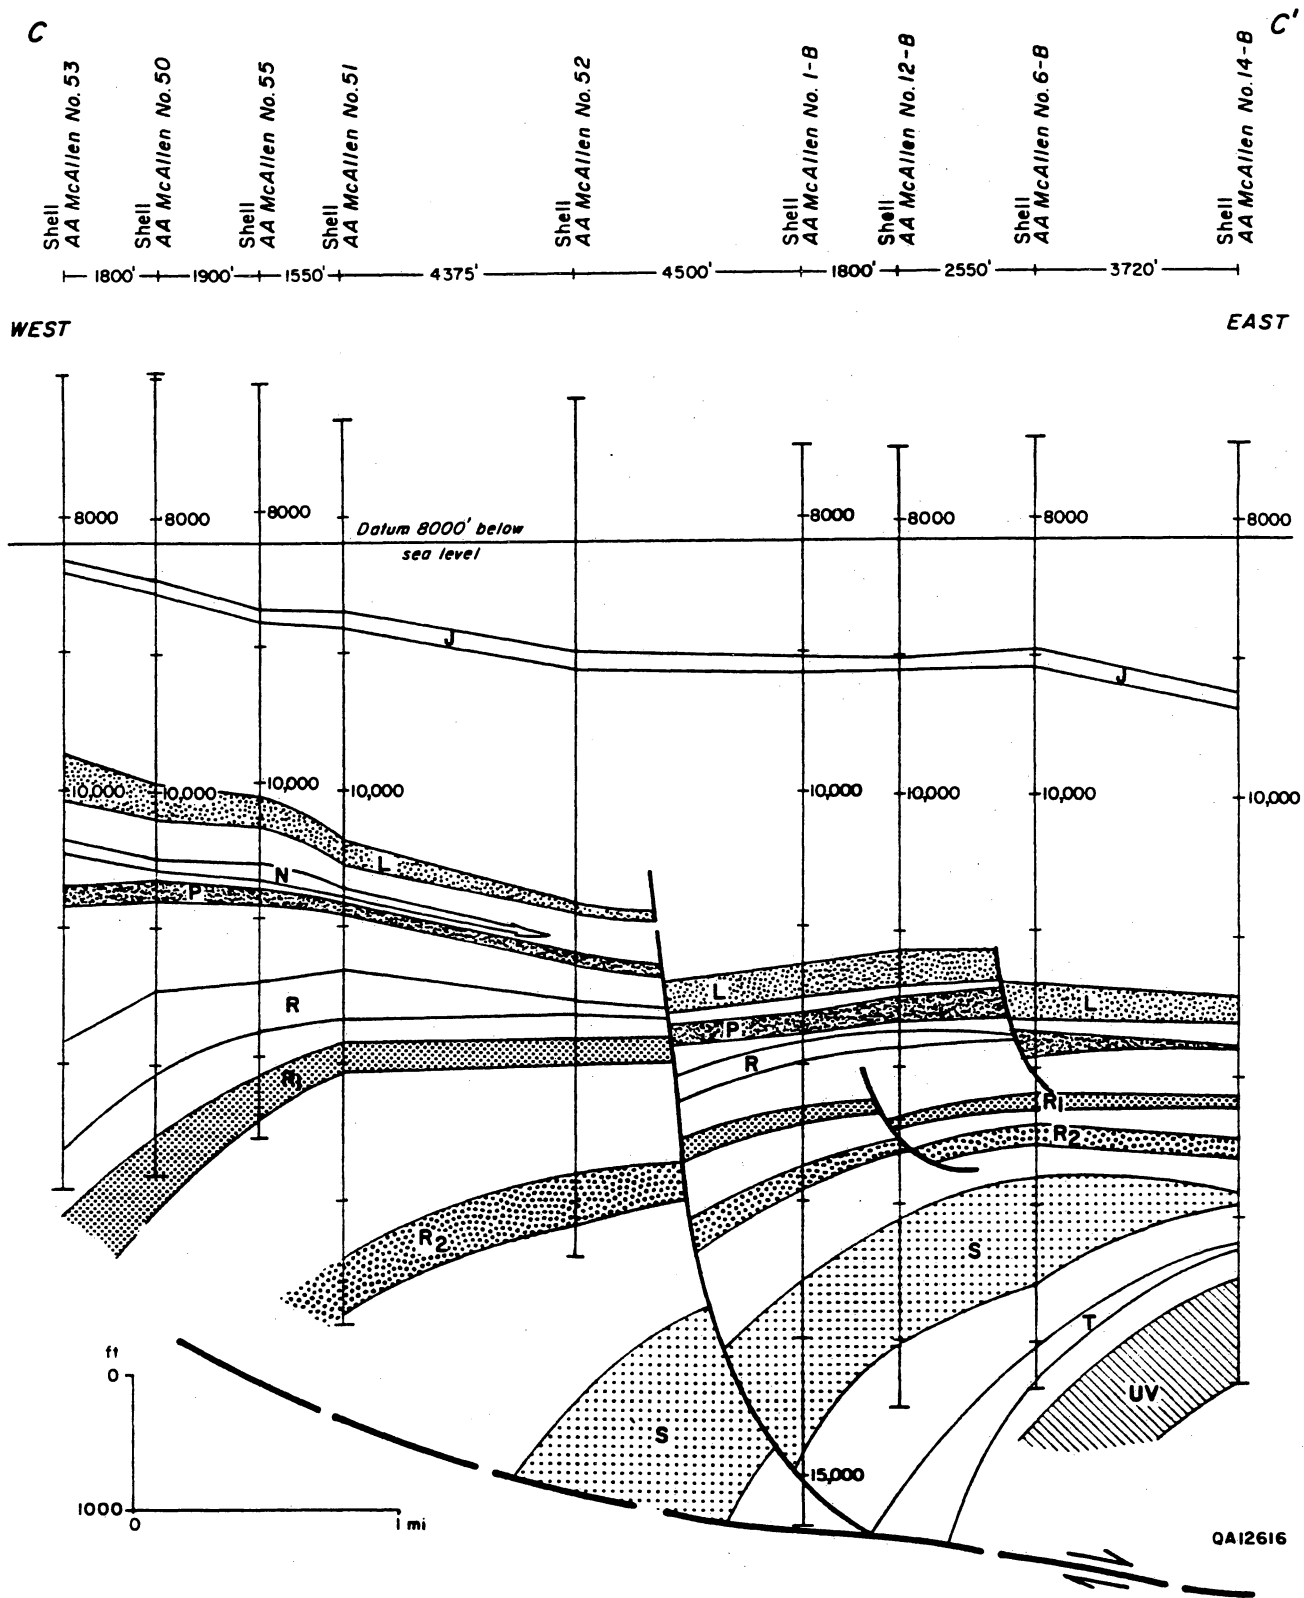 C
C'
Shell
AA McAllen No. 53
Shell
AA McAllen No. 50
Shell
AA McAllen No. 55
Shell
AA McAllen No. 51
Shell
AA McAllen No. 52
Shell
AA McAllen No. 1-B
Shell
AA McAllen No. 12-B
Shell
AA McAllen No. 6-B
Shell
AA McAllen No. 14-B
1800' 1900' 1550' 4375' 4500' 1800' 2550' 3720'
WEST
EAST
8000 8000 8000 8000 8000 8000 8000
Datum 8000' below
sea level
J
J
10,000 10,000 10,000 10,000 10,000 10,000 10,000 10,000
L
N
P
L
L
R
P
R
R1
R1
R2
R2
S
T
ft
0
UV
S
15,000
1000
0
1 mi
QA12616